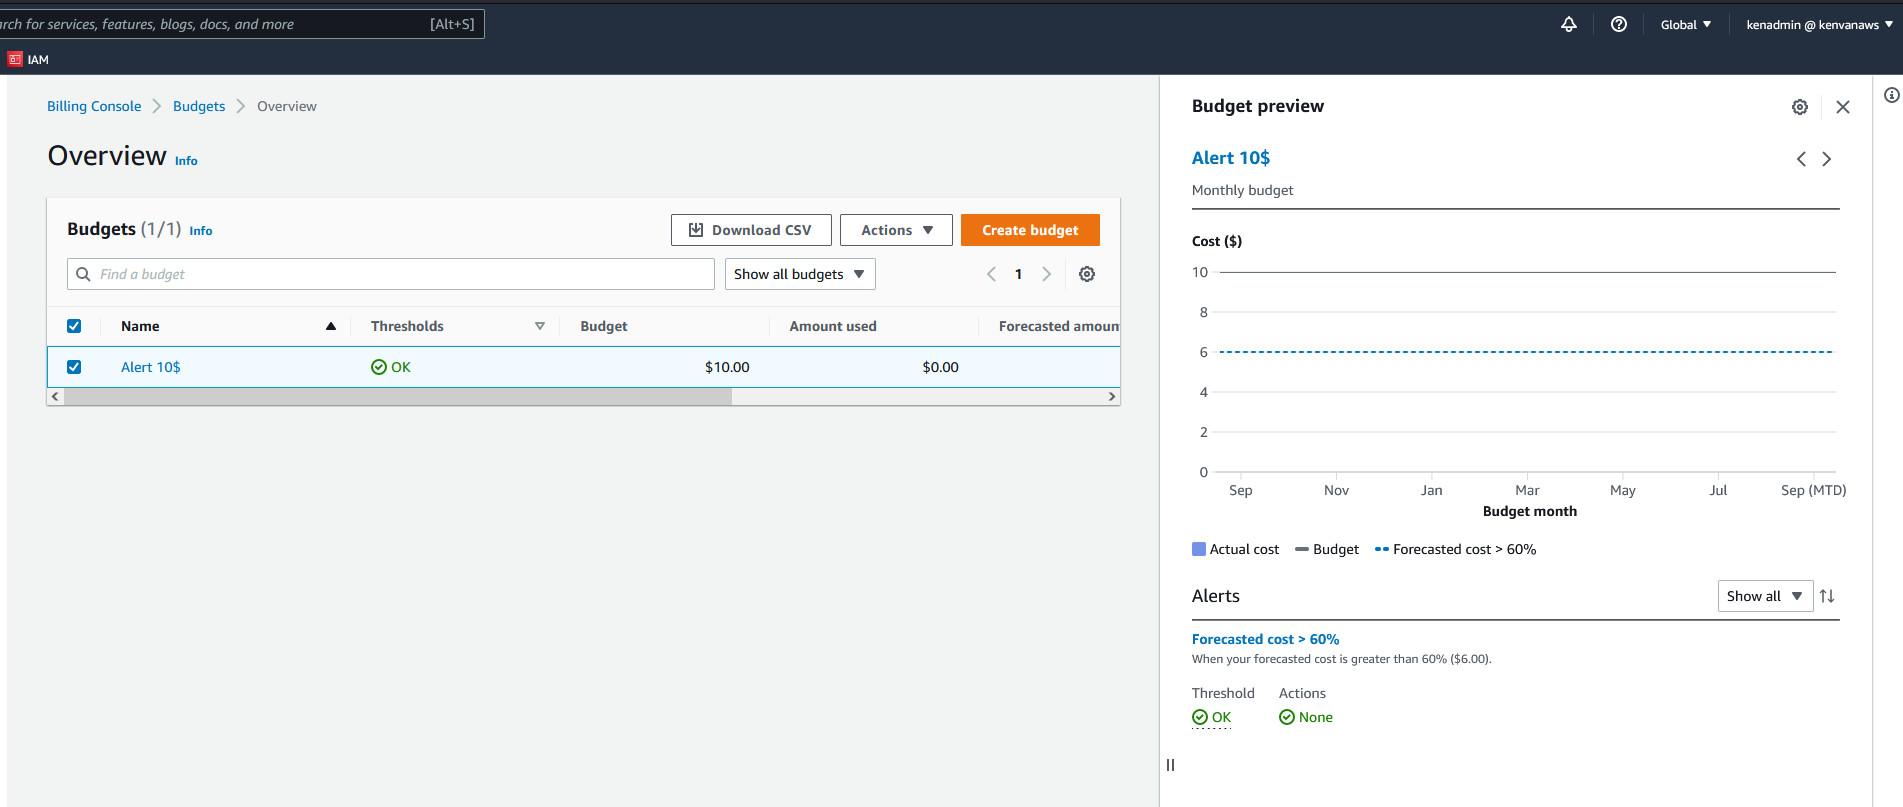 rch for services, features, blogs, docs, and more [Alt+S] Global kenadmin @ kenvanaws
IAM
Billing Console Budgets Overview
Overview Info
Budgets (1/1) Info Download CSV Actions Create budget
Find a budget Show all budgets 1
Name Thresholds Budget Amount used Forecasted amoun
Alert 10$ OK $10.00 $0.00
Budget preview
Alert 10$
Monthly budget
Cost ($)
10
8
6
4
2
0
Sep Nov Jan Mar May Jul Sep (MTD)
Budget month
Actual cost Budget Forecasted cost > 60%
Alerts Show all
Forecasted cost > 60%
When your forecasted cost is greater than 60% ($6.00).
Threshold Actions
OK None